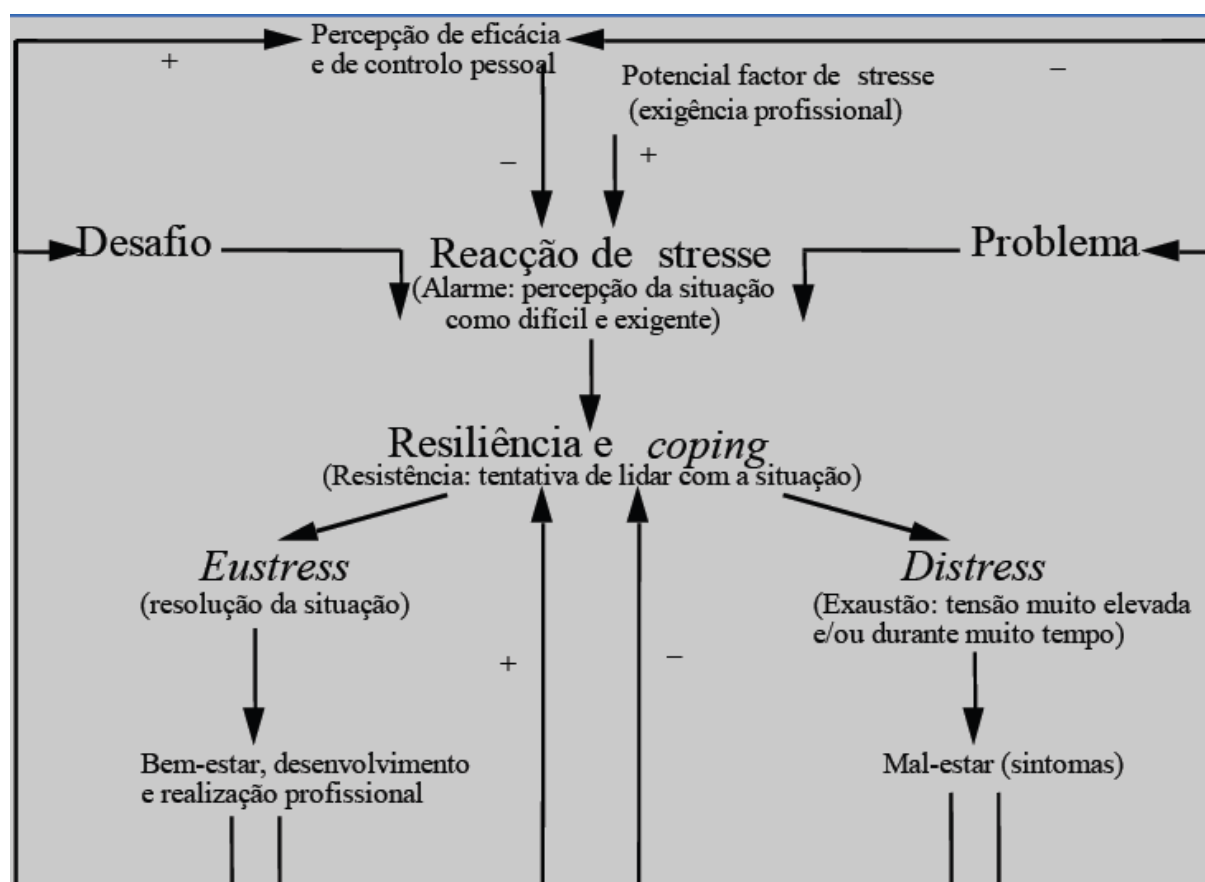 Percepção de eficácia
e de controlo pessoal
+
–
Potencial factor de stresse
(exigência profissional)
–
+
Desafio
Reacção de stresse
Problema
(Alarme: percepção da situação
como difícil e exigente)
Resiliência e coping
(Resistência: tentativa de lidar com a situação)
Eustress
(resolução da situação)
Distress
(Exaustão: tensão muito elevada
e/ou durante muito tempo)
+
–
Bem-estar, desenvolvimento
e realização profissional
Mal-estar (sintomas)